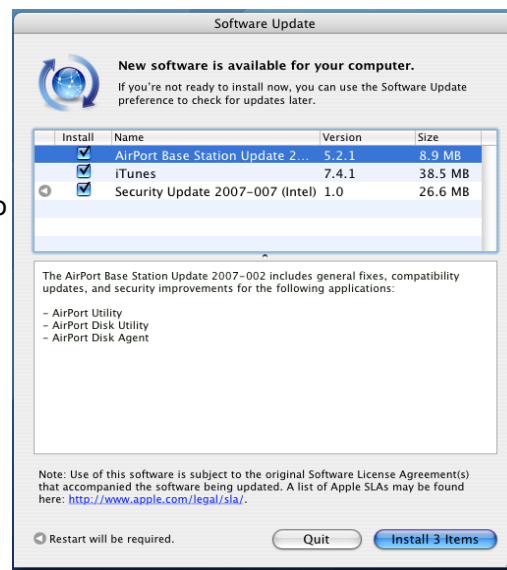 Software Update
New software is available for your computer.
If you're not ready to install now, you can use the Software Update
preference to check for updates later.
Install Name Version Size
AirPort Base Station Update 2... 5.2.1 8.9 MB
iTunes 7.4.1 38.5 MB
Security Update 2007-007 (Intel) 1.0 26.6 MB
The AirPort Base Station Update 2007-002 includes general fixes, compatibility
updates, and security improvements for the following applications:
- AirPort Utility
- AirPort Disk Utility
- AirPort Disk Agent
Note: Use of this software is subject to the original Software License Agreement(s)
that accompanied the software being updated. A list of Apple SLAs may be found
here: http://www.apple.com/legal/sla/.
Restart will be required. Quit Install 3 Items